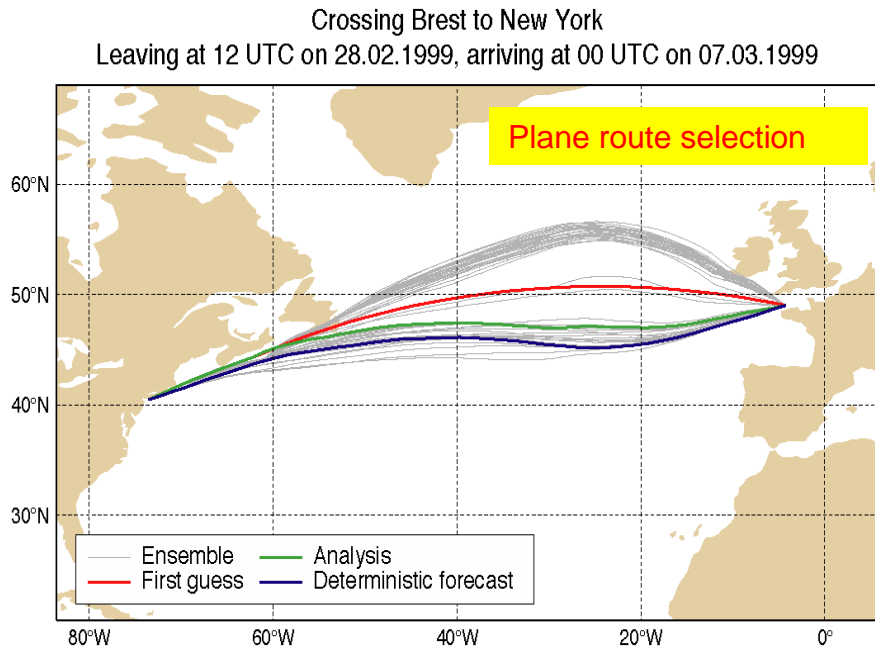 Crossing Brest to New York
Leaving at 12 UTC on 28.02.1999, arriving at 00 UTC on 07.03.1999
Plane route selection
60°N
50°N
40°N
30°N
Ensemble
Analysis
First guess
Deterministic forecast
80°W
60°W
40°W
20°W
0°